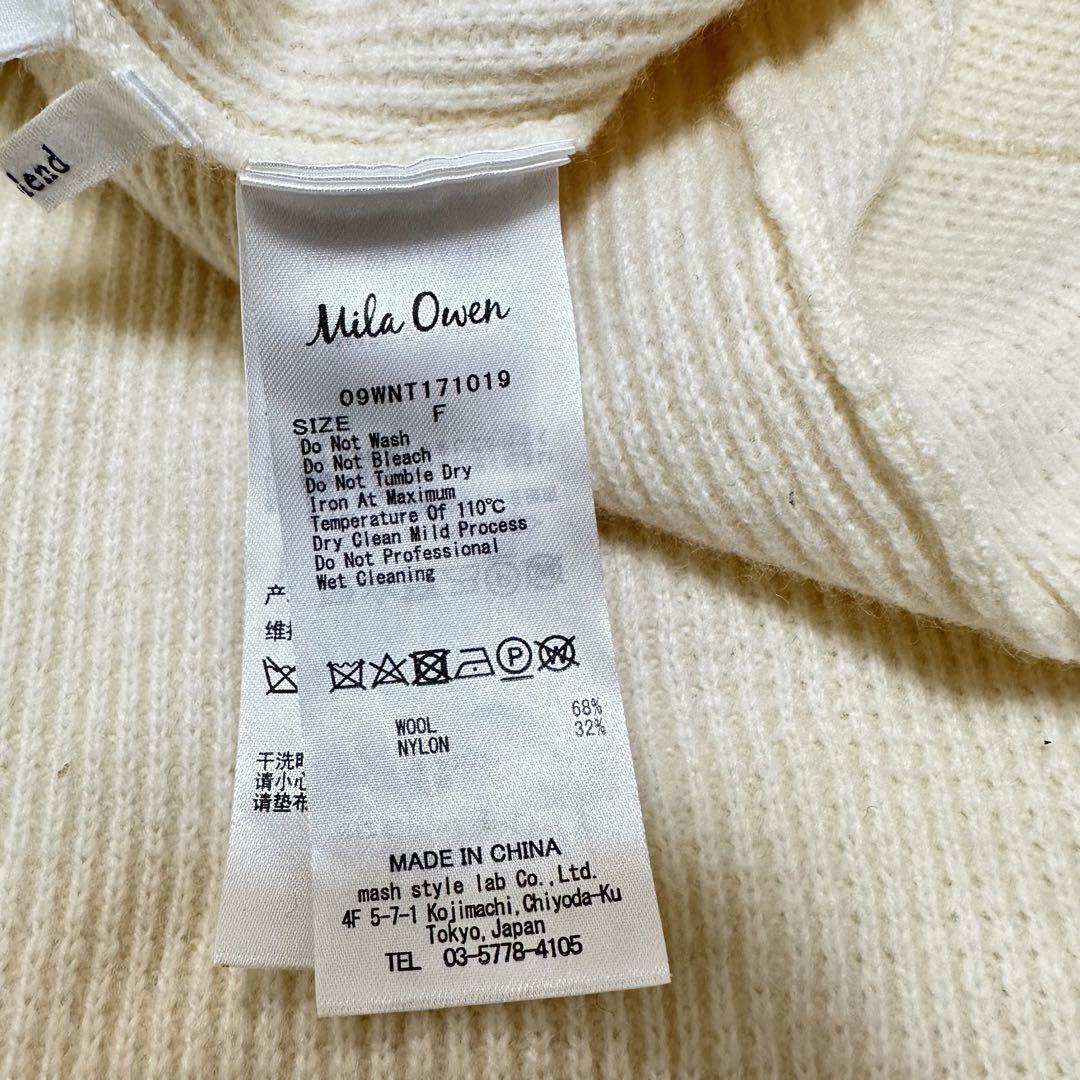 lend
Mila Owen
09WNT171019
SIZE F
Do Not Wash
Do Not Bleach
Do Not Tumble Dry
Iron At Maximum
Temperature Of 110℃
Dry Clean Mild Process
Do Not Professional
Wet Cleaning
产
维护
P W
WOOL 68%
NYLON 32%
干洗时
请小心
请垫布
MADE IN CHINA
mash style lab Co.,Ltd.
4F 5-7-1 Kojimachi,Chiyoda-Ku
Tokyo,Japan
TEL 03-5778-4105